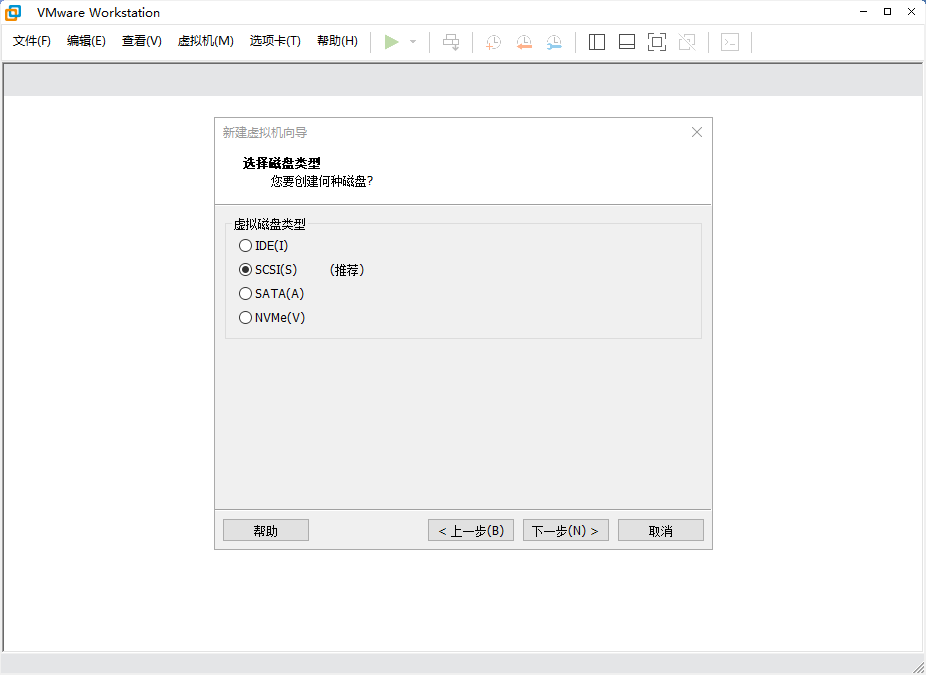 VMware Workstation
文件(F) 编辑(E) 查看(V) 虚拟机(M) 选项卡(T) 帮助(H)
新建虚拟机向导
选择磁盘类型
您要创建何种磁盘?
虚拟磁盘类型
IDE(I)
SCSI(S) (推荐)
SATA(A)
NVMe(V)
帮助 < 上一步(B) 下一步(N) > 取消